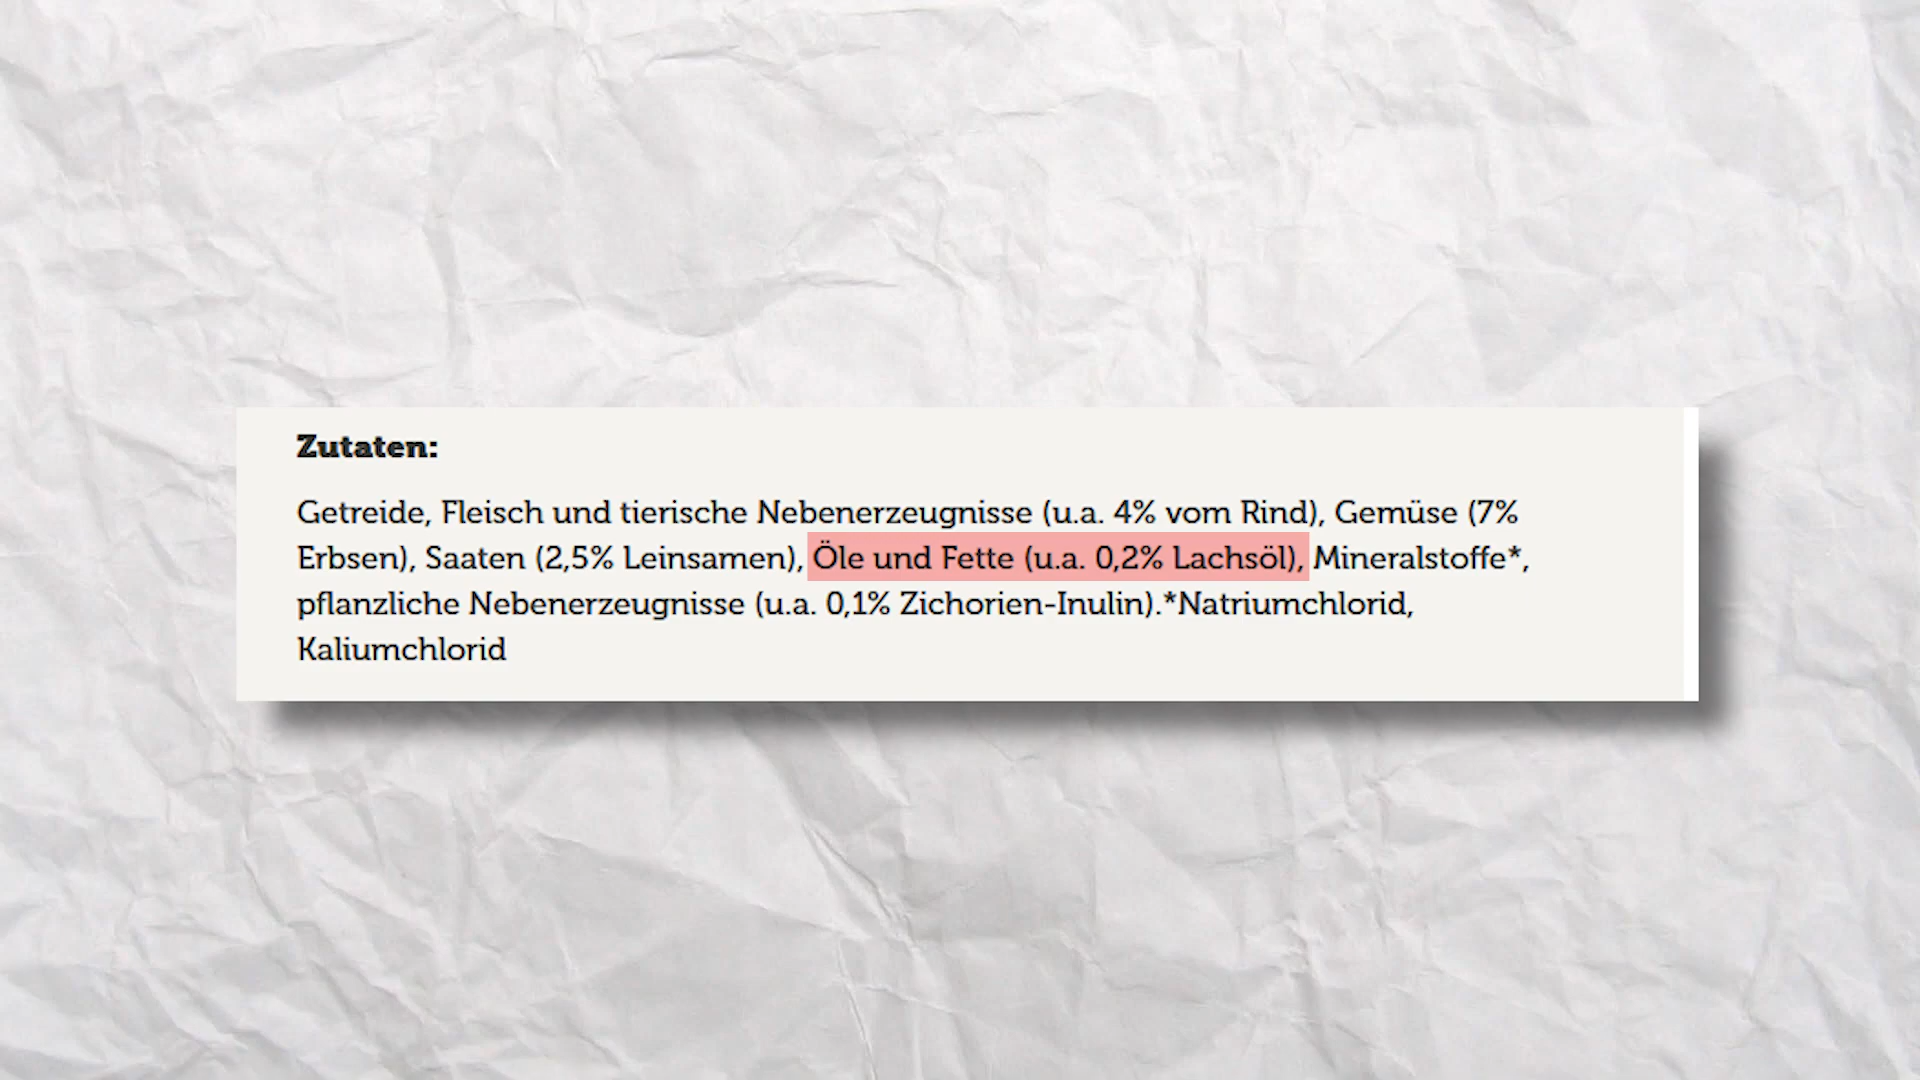 Zutaten:
Getreide, Fleisch und tierische Nebenerzeugnisse (u.a. 4% vom Rind), Gemüse (7%
Erbsen), Saaten (2,5% Leinsamen), Öle und Fette (u.a. 0,2% Lachsöl), Mineralstoffe*,
pflanzliche Nebenerzeugnisse (u.a. 0,1% Zichorien-Inulin).*Natriumchlorid,
Kaliumchlorid